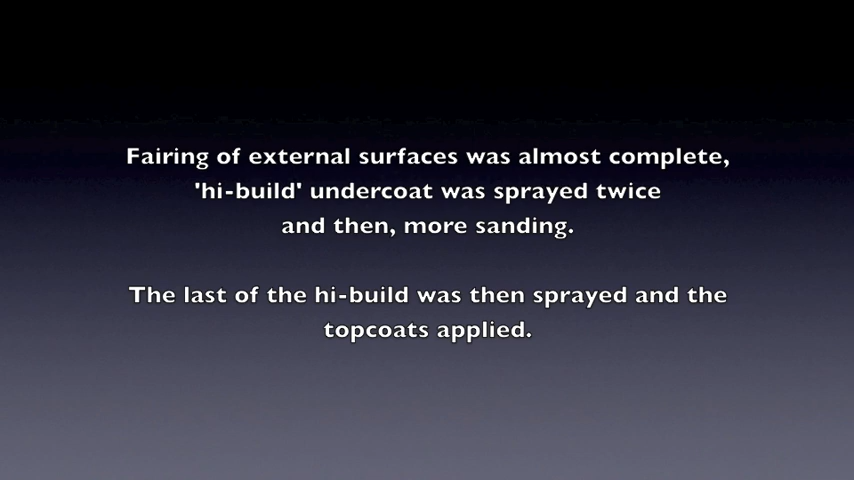 Fairing of external surfaces was almost complete,
'hi-build' undercoat was sprayed twice
and then, more sanding.
The last of the hi-build was then sprayed and the
topcoats applied.